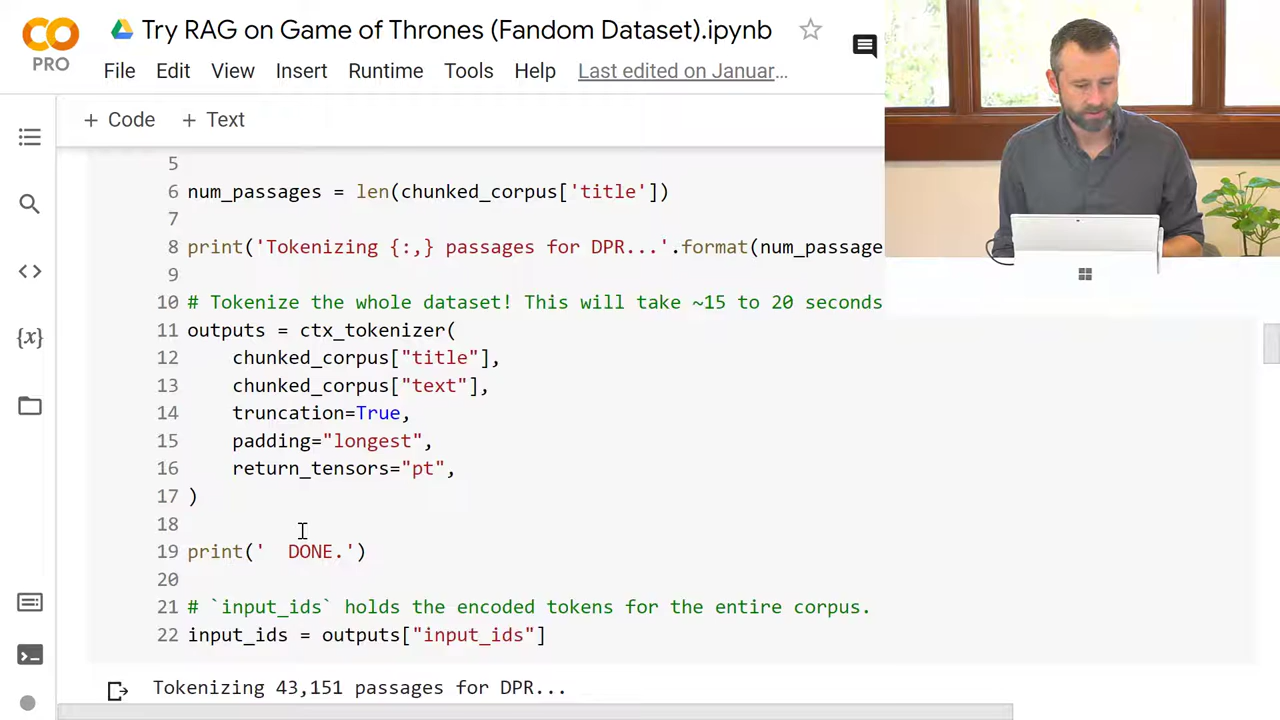 CO
PRO
Try RAG on Game of Thrones (Fandom Dataset).ipynb
File Edit View Insert Runtime Tools Help Last edited on Januar…
+ Code + Text
5
6 num_passages = len(chunked_corpus['title'])
7
8 print('Tokenizing {:,} passages for DPR...'.format(num_passage
9
10 # Tokenize the whole dataset! This will take ~15 to 20 seconds
11 outputs = ctx_tokenizer(
12 chunked_corpus["title"],
13 chunked_corpus["text"],
14 truncation=True,
15 padding="longest",
16 return_tensors="pt",
17 )
18
19 print('  DONE.')
20
21 # `input_ids` holds the encoded tokens for the entire corpus.
22 input_ids = outputs["input_ids"]
Tokenizing 43,151 passages for DPR...